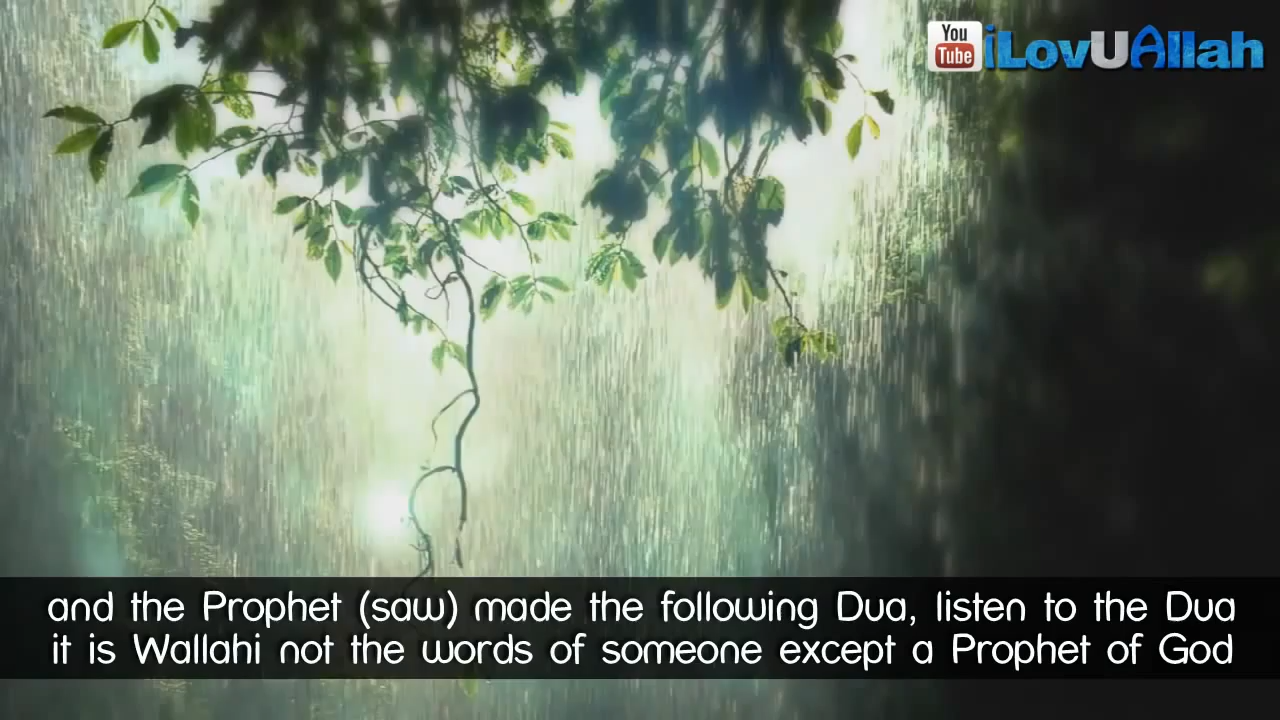 You
Tube
iLovUAllah
and the Prophet (saw) made the following Dua, listen to the Dua
it is Wallahi not the words of someone except a Prophet of God